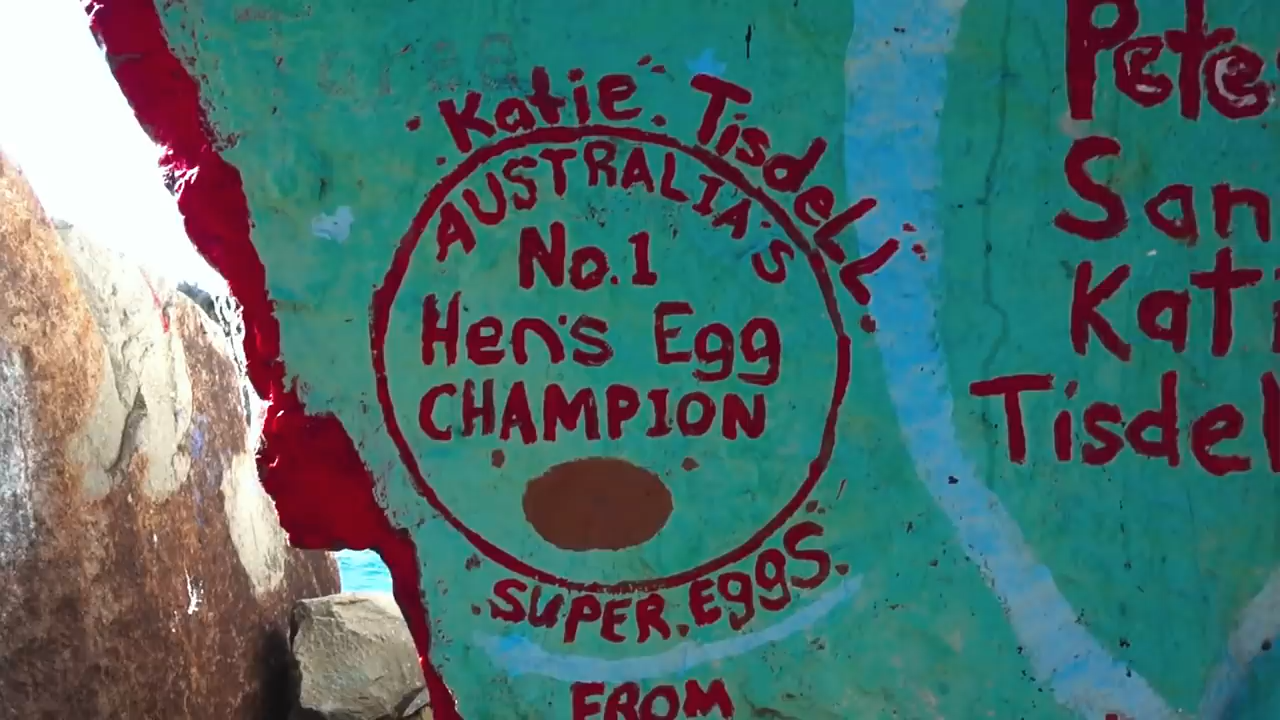 Katie. Tisdell.
AUSTRALIA'S
No.1
Hen's Egg
CHAMPION
.SUPER.Eggs.
FROM
Pete
San
Kat
Tisdel